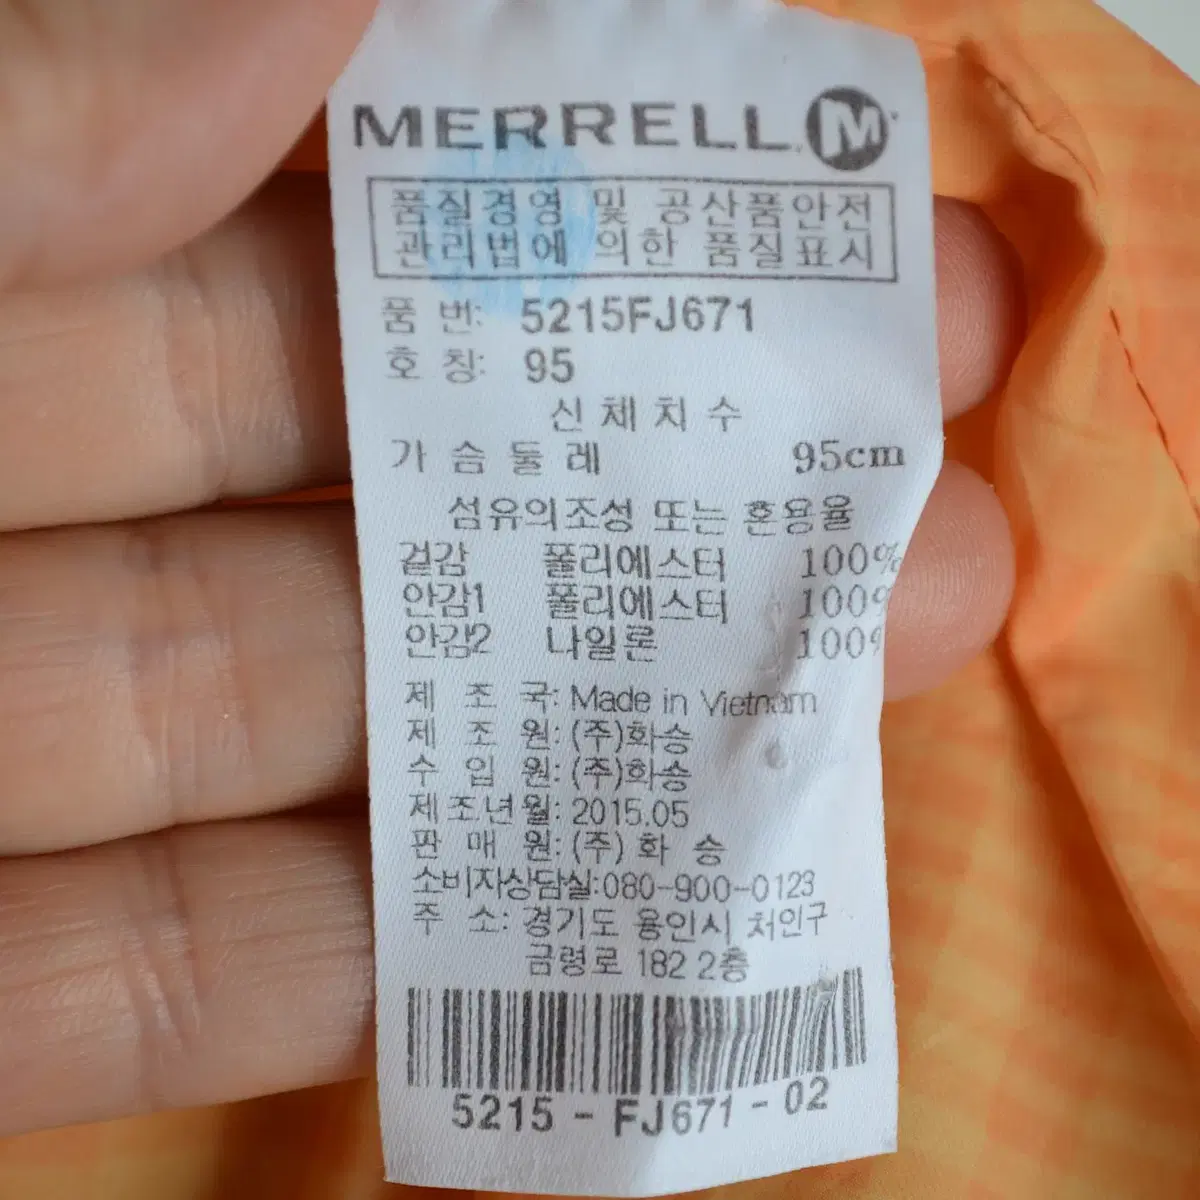 MERRELL M
품질경영 및 공산품안전
관리법에 의한 품질표시
품 번: 5215FJ671
호 칭: 95
신체치수
가슴둘레 95cm
섬유의조성 또는 혼용율
겉감 폴리에스터 100%
안감1 폴리에스터 100%
안감2 나일론 100%
제 조 국: Made in Vietnam
제 조 원: (주)화승
수 입 원: (주)화승
제조년월: 2015.05
판 매 원: (주) 화 승
소비자상담실:080-900-0123
주 소: 경기도 용인시 처인구
금령로 182 2층
5215 - FJ671 - 02